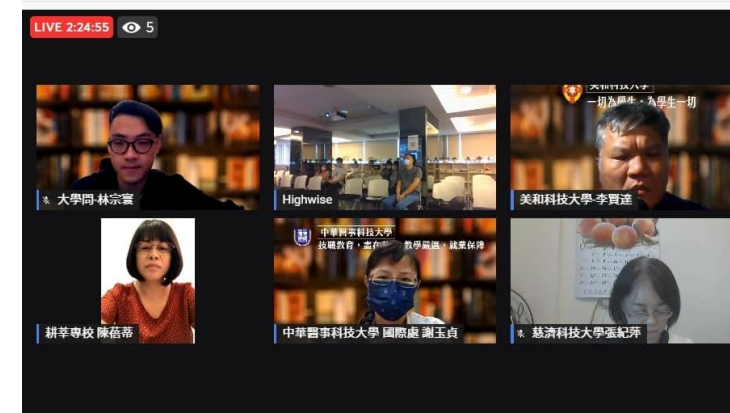 LIVE 2:24:55 5
美和科技大學
一切為學生,為學生一切
大學問-林宗寰
Highwise
美和科技大學-李賢達
中華醫事科技大學
技職教育,
教學嚴選,就業保障
耕莘專校 陳蓓蒂
中華醫事科技大學 國際處 謝玉貞
慈濟科技大學張紀萍